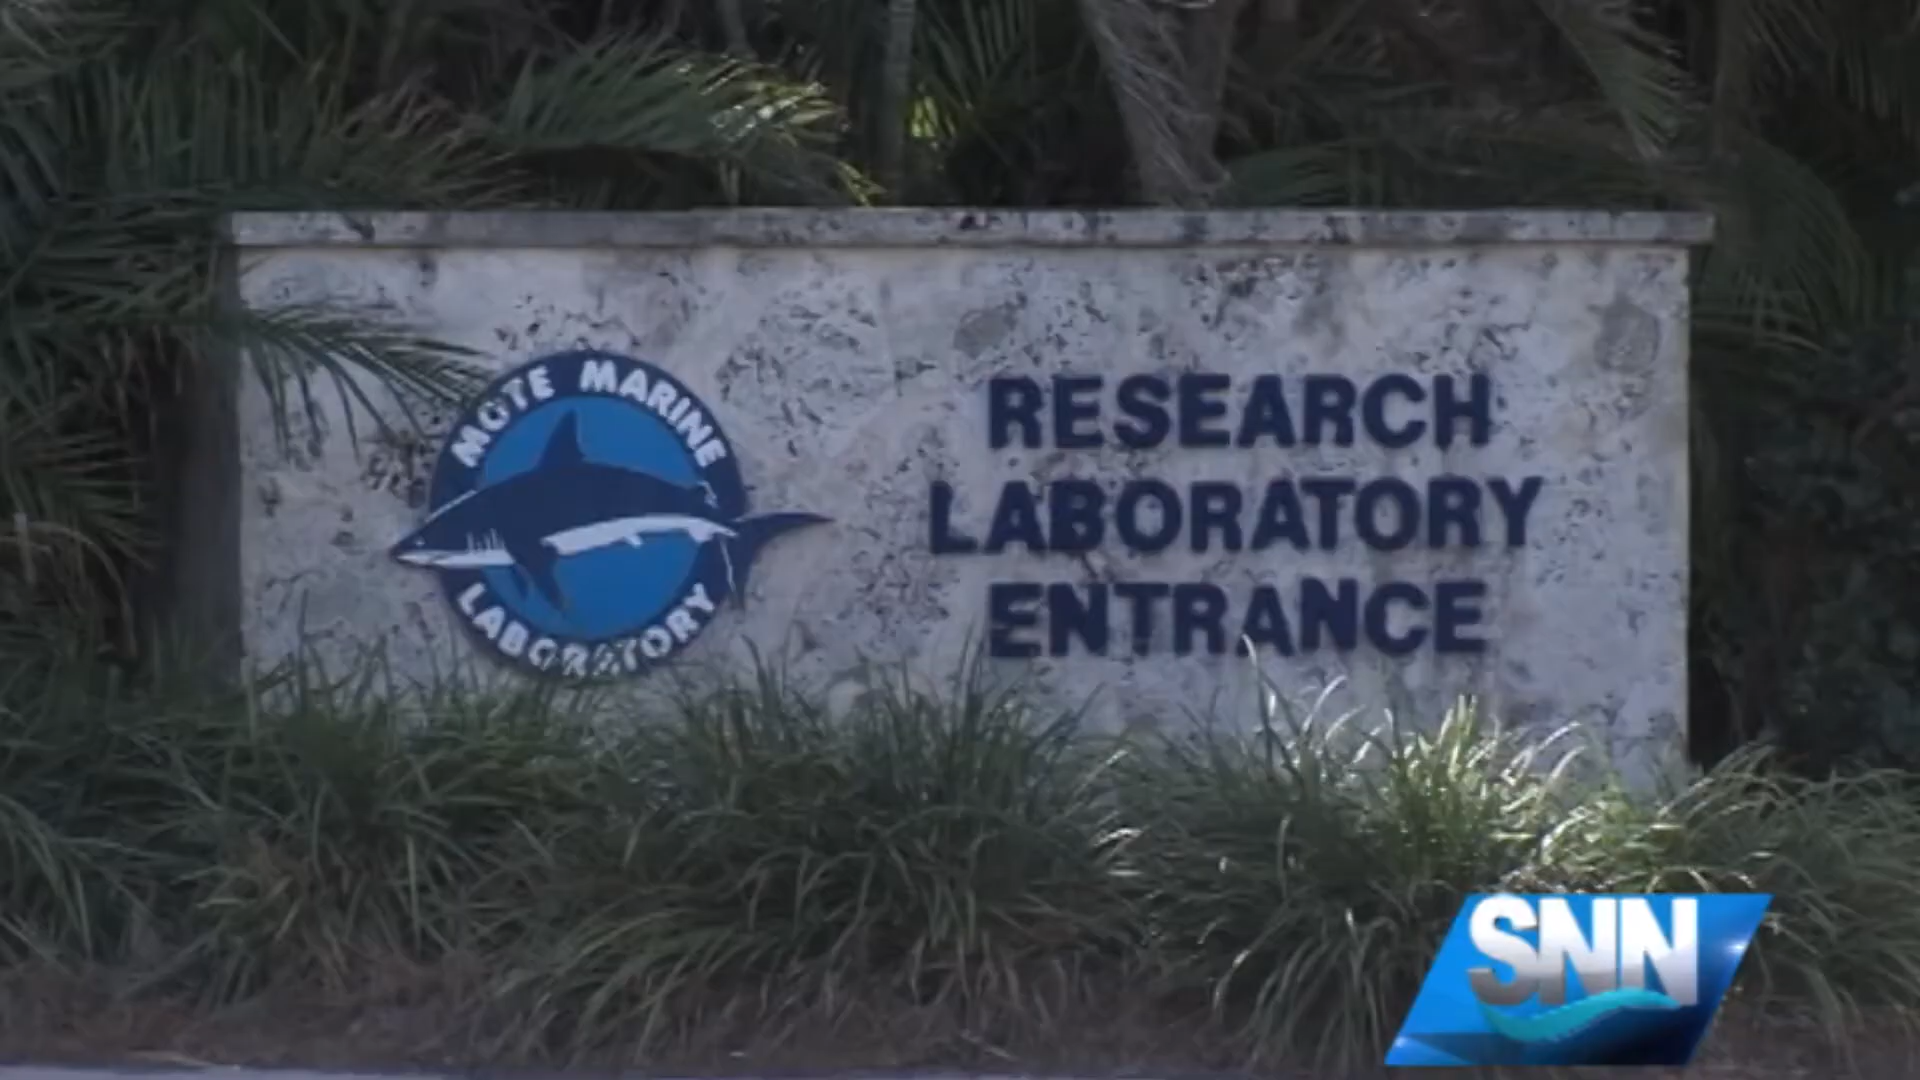 MOTE MARINE
LABORATORY
RESEARCH
LABORATORY
ENTRANCE
SNN